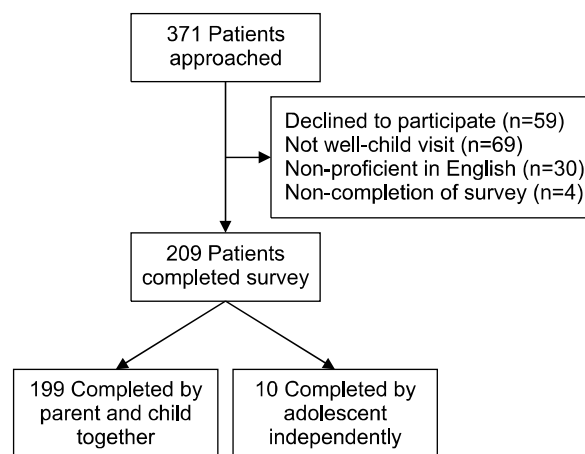 371 Patients
approached
Declined to participate (n=59)
Not well-child visit (n=69)
Non-proficient in English (n=30)
Non-completion of survey (n=4)
209 Patients
completed survey
199 Completed by
parent and child
together
10 Completed by
adolescent
independently